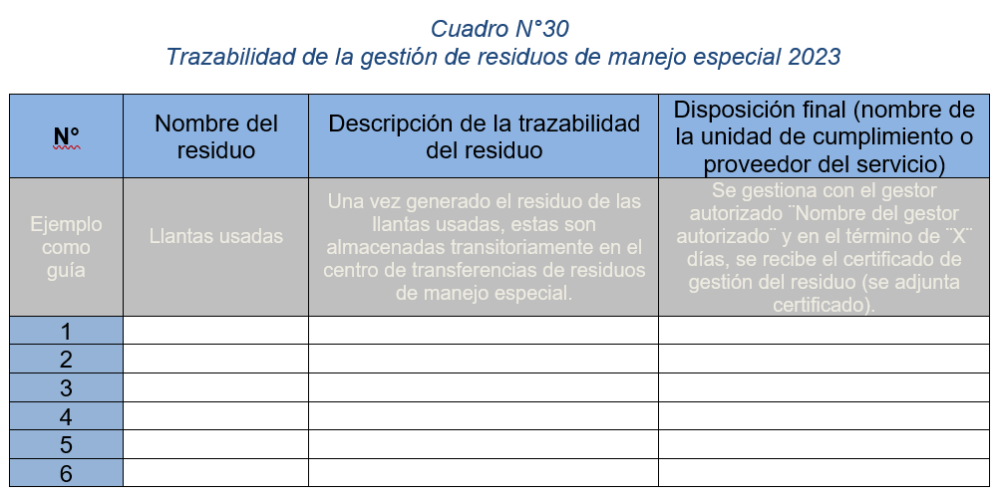 Cuadro N°30
Trazabilidad de la gestión de residuos de manejo especial 2023
N°
Nombre del
residuo
Descripción de la trazabilidad
del residuo
Disposición final (nombre de
la unidad de cumplimiento o
proveedor del servicio)
Ejemplo
como
guía
Llantas usadas
Una vez generado el residuo de las
llantas usadas, estas son
almacenadas transitoriamente en el
centro de transferencias de residuos
de manejo especial.
Se gestiona con el gestor
autorizado ¨Nombre del gestor
autorizado¨ y en el término de ¨X¨
días, se recibe el certificado de
gestión del residuo (se adjunta
certificado).
1
2
3
4
5
6